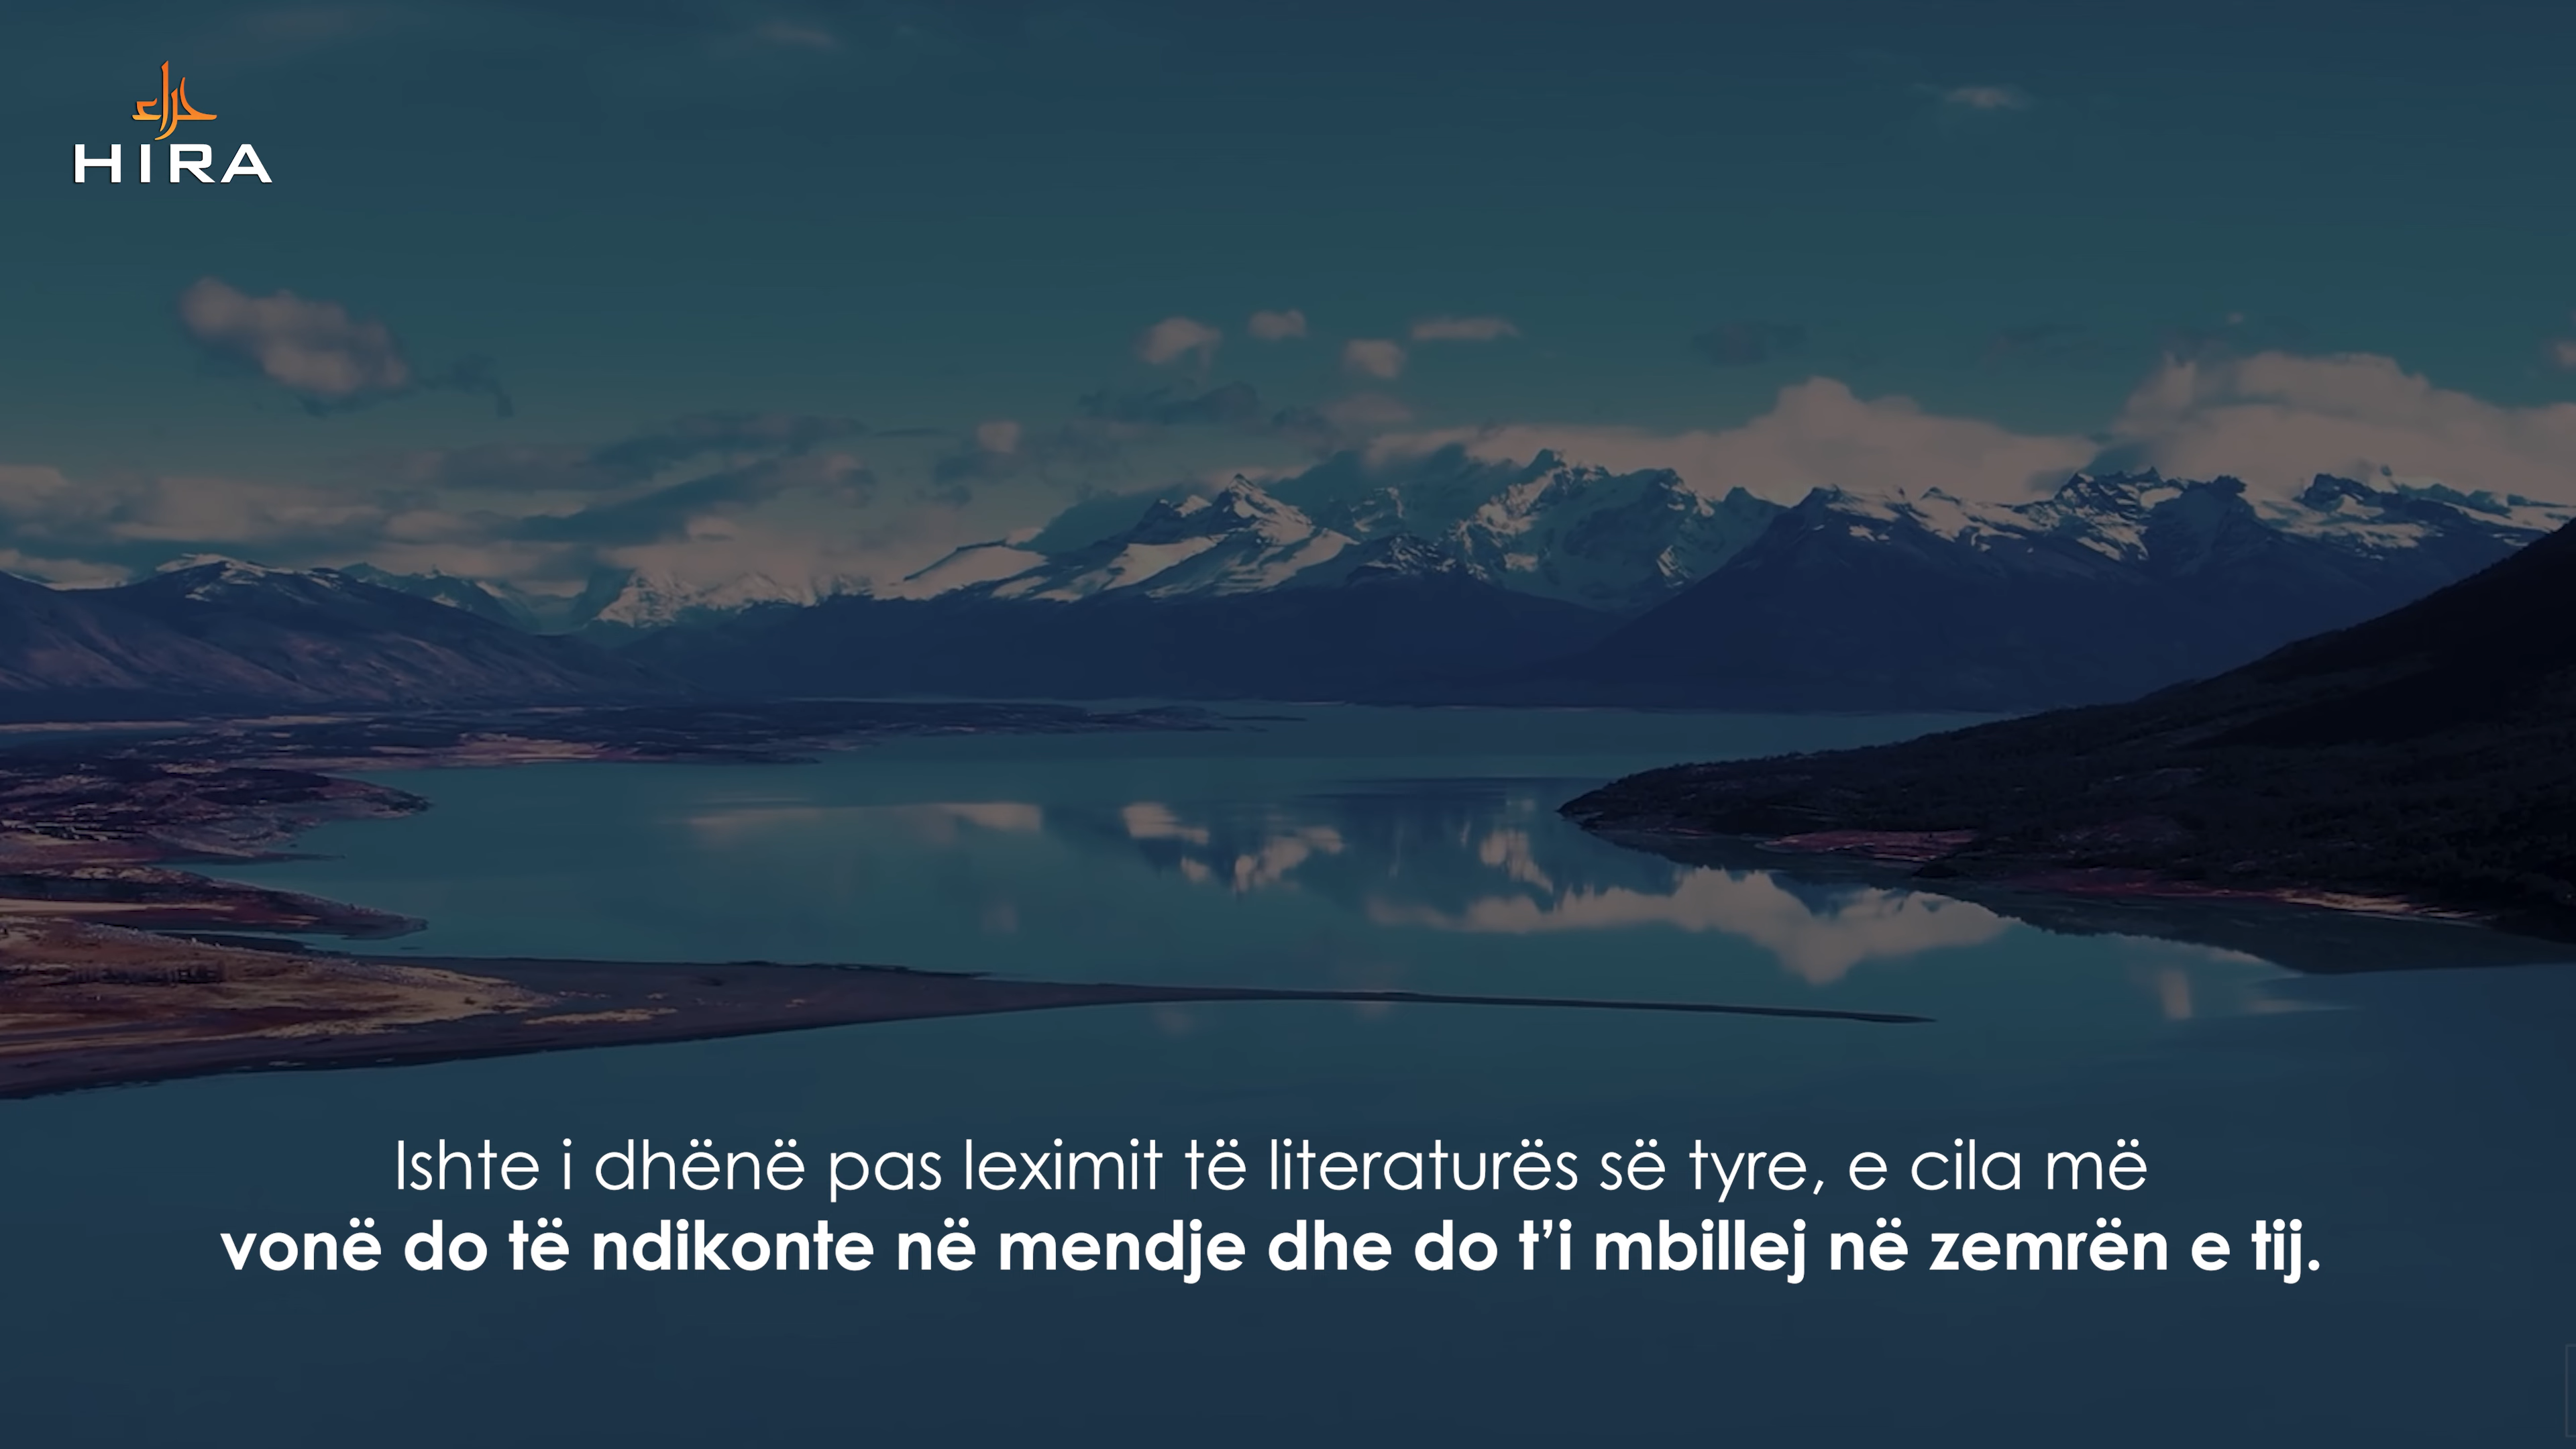 حراء
HIRA
Ishte i dhënë pas leximit të literaturës së tyre, e cila më
vonë do të ndikonte në mendje dhe do t’i mbillej në zemrën e tij.